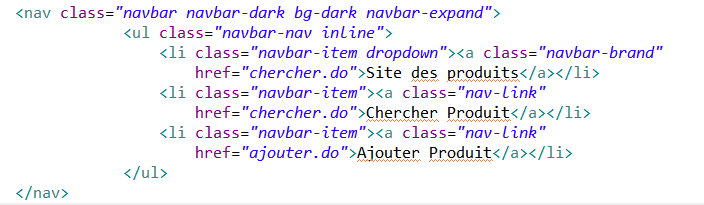 <nav class="navbar navbar-dark bg-dark navbar-expand">
<ul class="navbar-nav inline">
<li class="navbar-item dropdown"><a class="navbar-brand"
href="chercher.do">Site des produits</a></li>
<li class="navbar-item"><a class="nav-link"
href="chercher.do">Chercher Produit</a></li>
<li class="navbar-item"><a class="nav-link"
href="ajouter.do">Ajouter Produit</a></li>
</ul>
</nav>